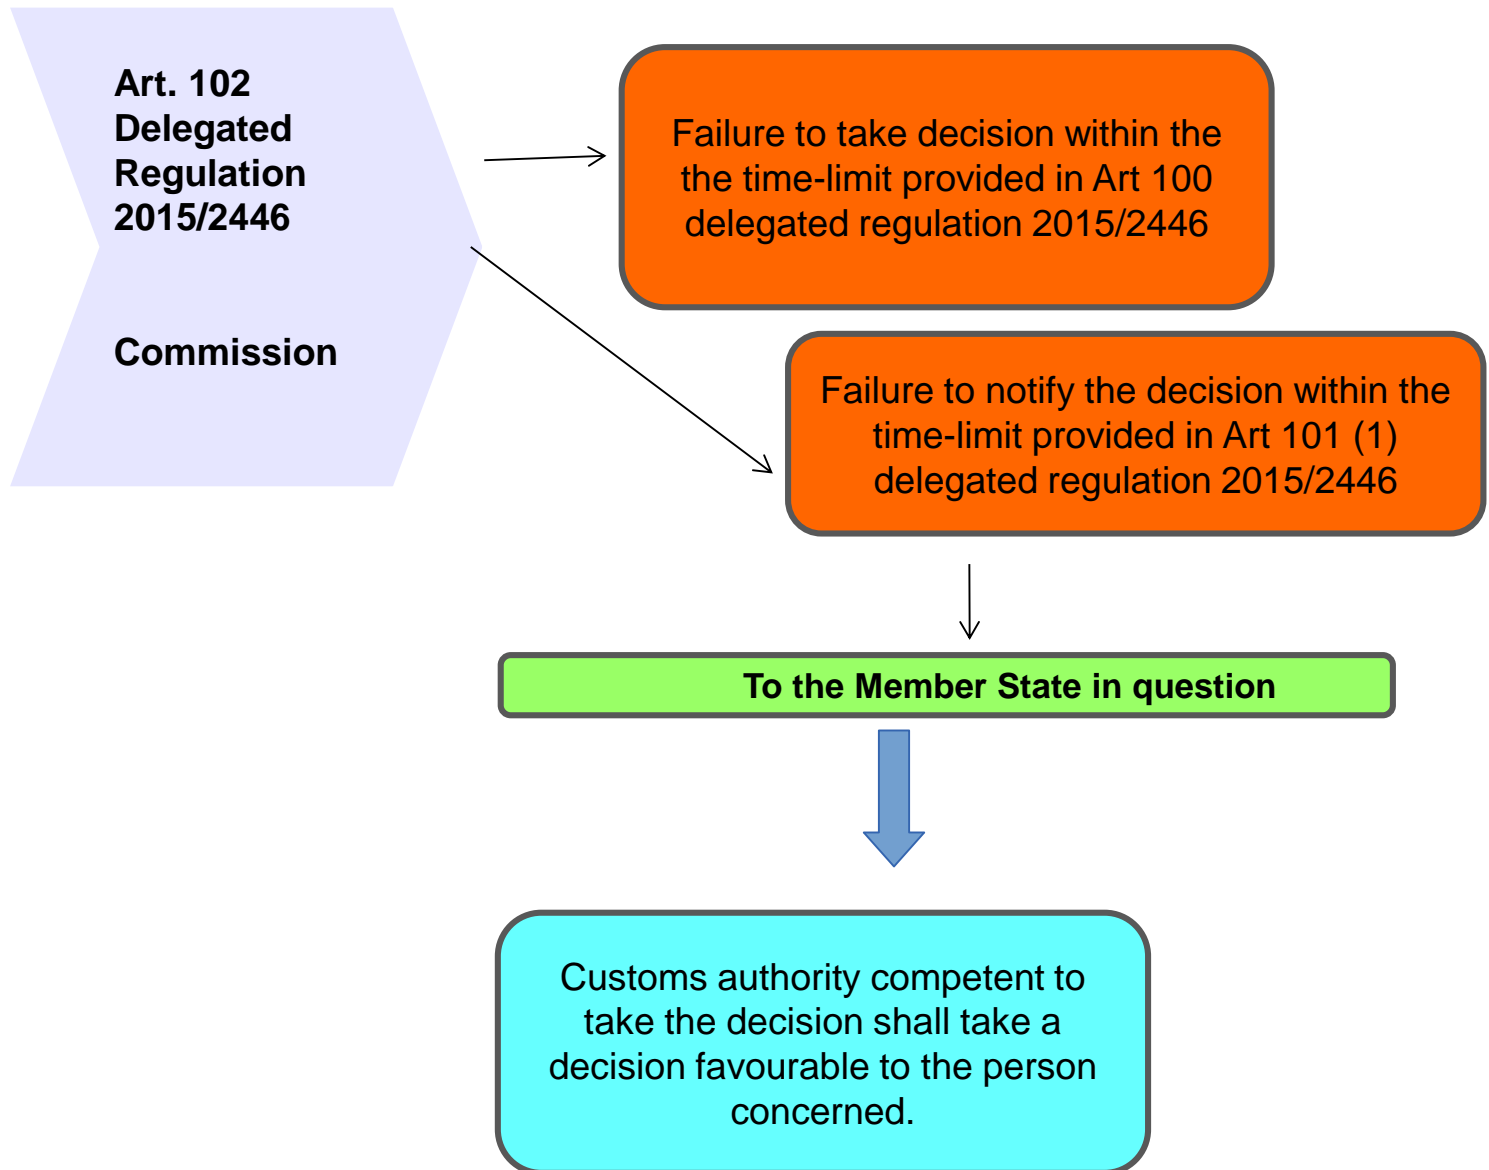 Art. 102
Delegated
Regulation
2015/2446
Commission
Failure to take decision within the
the time-limit provided in Art 100
delegated regulation 2015/2446
Failure to notify the decision within the
time-limit provided in Art 101 (1)
delegated regulation 2015/2446
To the Member State in question
Customs authority competent to
take the decision shall take a
decision favourable to the person
concerned.